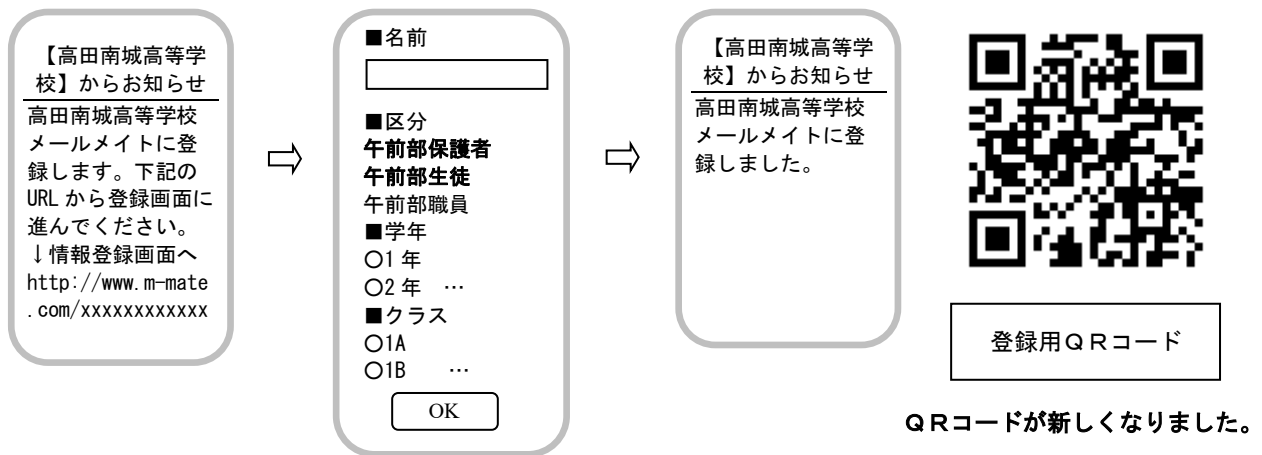 【高田南城高等学
校】からお知らせ
高田南城高等学校
メールメイトに登
録します。下記の
URL から登録画面に
進んでください。
↓情報登録画面へ
http://www.m-mate
.com/xxxxxxxxxxxx
⇨
■名前
■区分
午前部保護者
午前部生徒
午前部職員
■学年
○1 年
○2 年 …
■クラス
○1A
○1B …
OK
⇨
【高田南城高等学
校】からお知らせ
高田南城高等学校
メールメイトに登
録しました。
登録用ＱＲコード
ＱＲコードが新しくなりました。